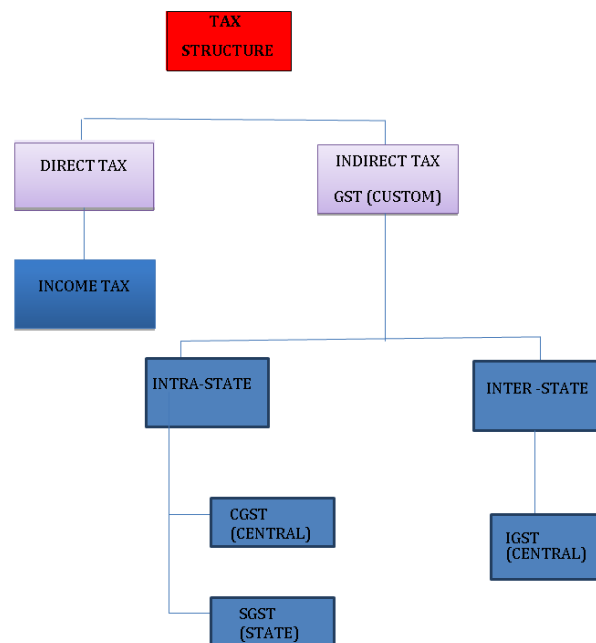 TAX
STRUCTURE
DIRECT TAX
INDIRECT TAX
GST (CUSTOM)
INCOME TAX
INTRA-STATE
INTER -STATE
CGST
(CENTRAL)
IGST
(CENTRAL)
SGST
(STATE)